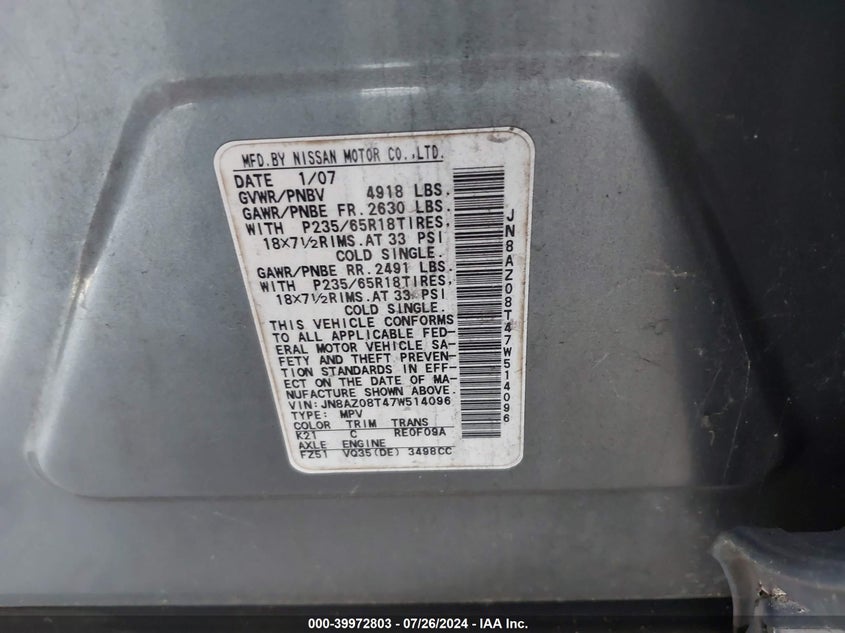 MFD.BY NISSAN MOTOR CO.,LTD.
DATE 1/07
GVWR/PNBV 4918 LBS.
GAWR/PNBE FR. 2630 LBS.
WITH P235/65R18TIRES,
18X7½RIMS.AT 33 PSI
COLD SINGLE.
GAWR/PNBE RR. 2491 LBS.
WITH P235/65R18TIRES,
18X7½RIMS.AT 33 PSI
COLD SINGLE.
THIS VEHICLE CONFORMS
TO ALL APPLICABLE FED-
ERAL MOTOR VEHICLE SA-
FETY AND THEFT PREVEN-
TION STANDARDS IN EFF-
ECT ON THE DATE OF MA-
NUFACTURE SHOWN ABOVE.
VIN:JN8AZ08T47W514096
TYPE: MPV
COLOR TRIM TRANS
K21 C RE0F09A
AXLE ENGINE
FZ51 VQ35(DE) 3498CC
JN8AZ08T47W514096
000-39972803 / 07/26/2024 - IAA Inc.